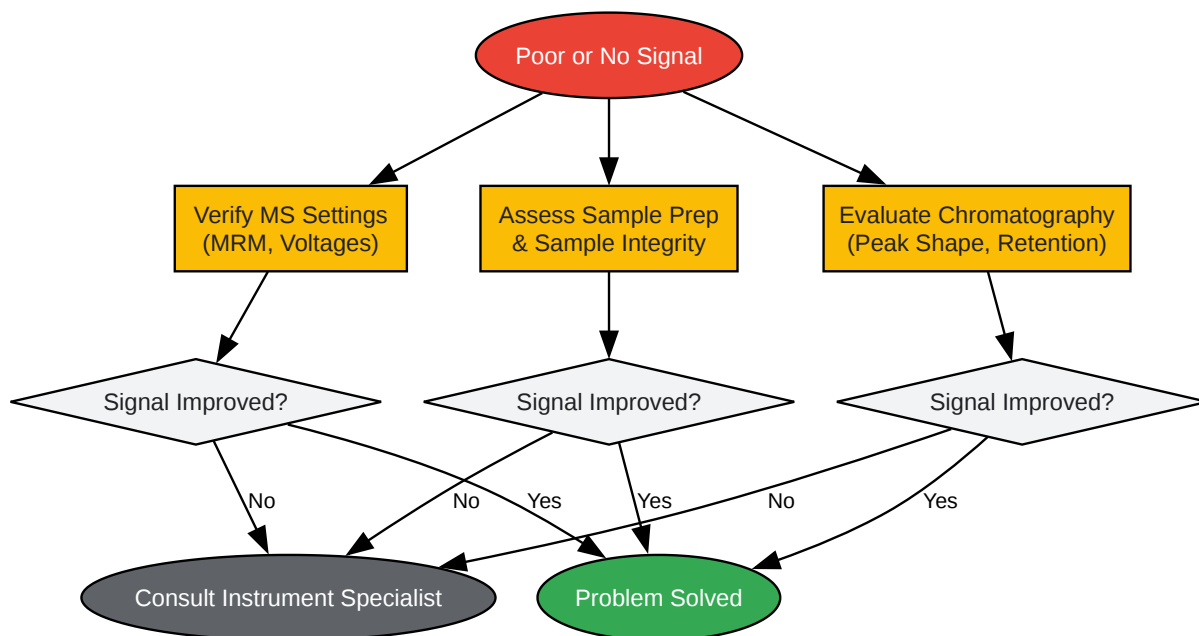 Poor or No Signal
Verify MS Settings
(MRM, Voltages)
Assess Sample Prep
& Sample Integrity
Evaluate Chromatography
(Peak Shape, Retention)
Signal Improved?
Signal Improved?
Signal Improved?
No
No
Yes
Yes
No
Yes
Consult Instrument Specialist
Problem Solved